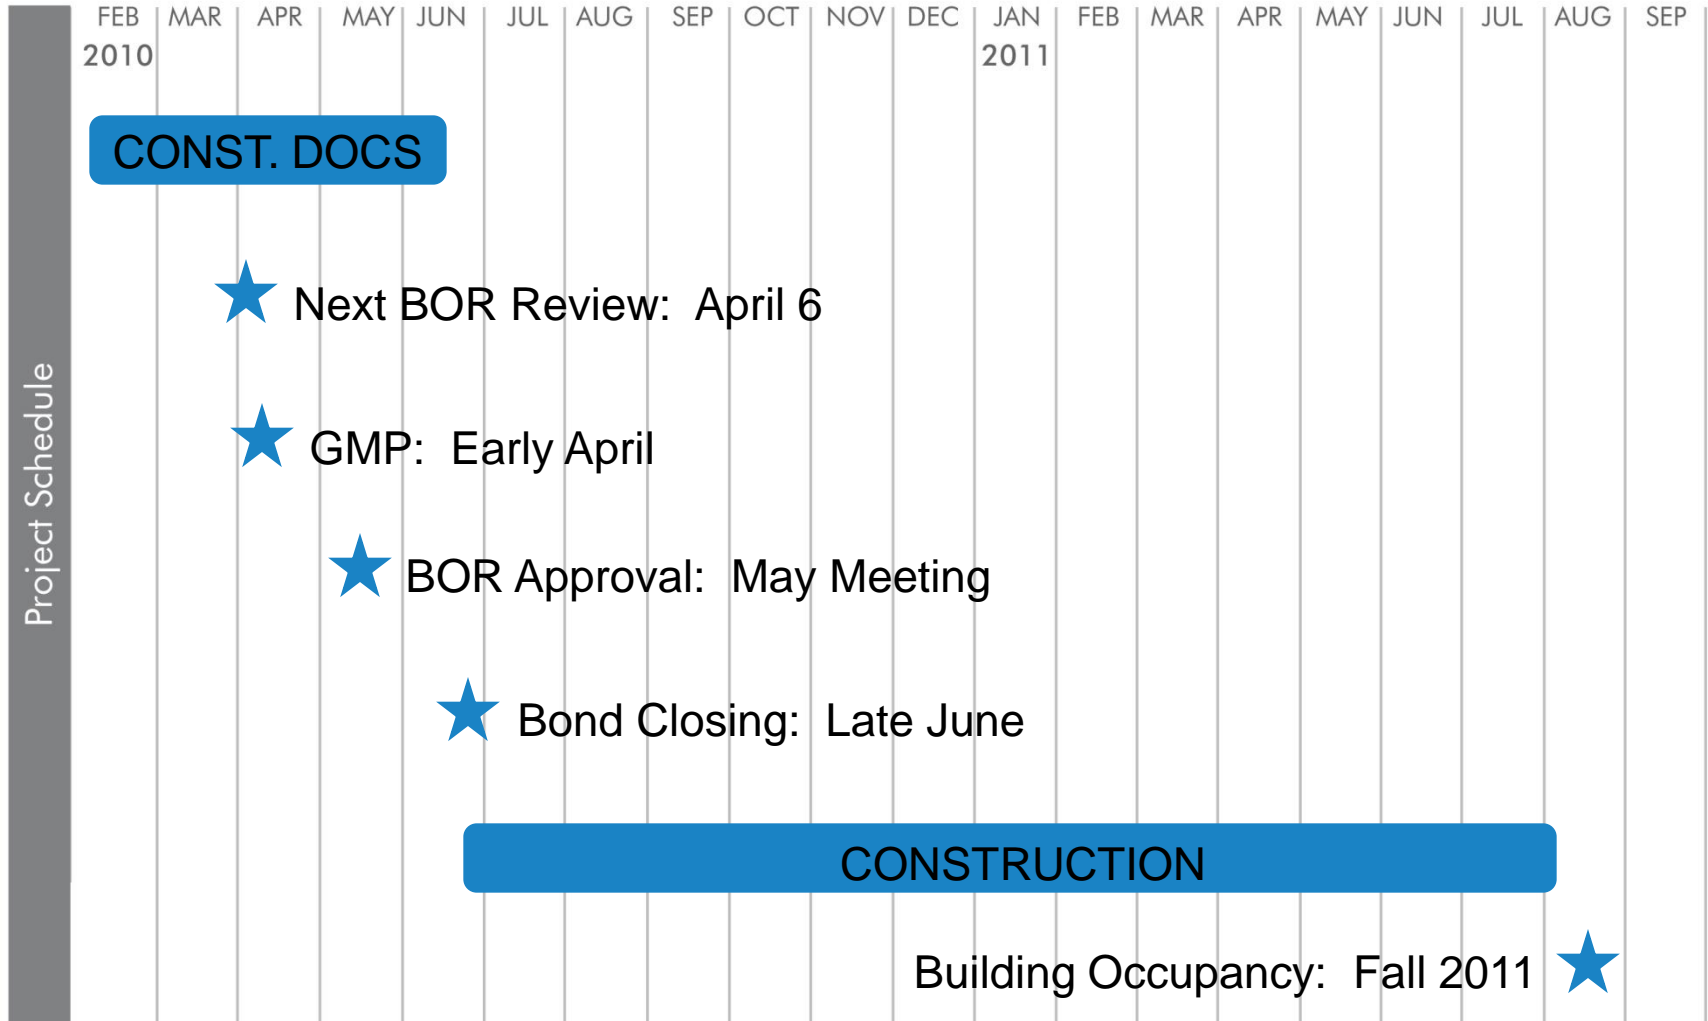 FEB MAR APR MAY JUN JUL AUG SEP OCT NOV DEC JAN FEB MAR APR MAY JUN JUL AUG SEP
2010 2011
Project Schedule
CONST. DOCS
Next BOR Review: April 6
GMP: Early April
BOR Approval: May Meeting
Bond Closing: Late June
CONSTRUCTION
Building Occupancy: Fall 2011